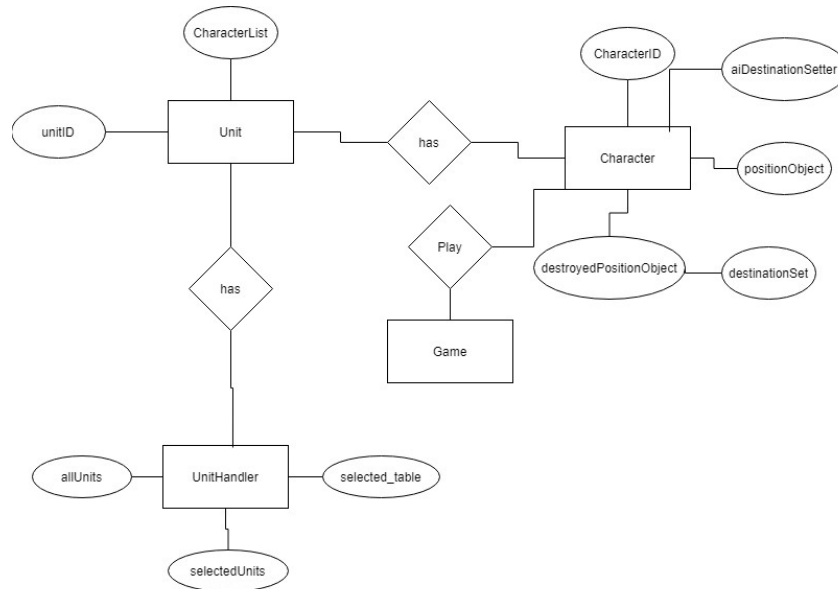 CharacterList
CharacterID
aiDestinationSetter
unitID
Unit
has
Character
positionObject
Play
destroyedPositionObject
destinationSet
has
Game
allUnits
UnitHandler
selected_table
selectedUnits